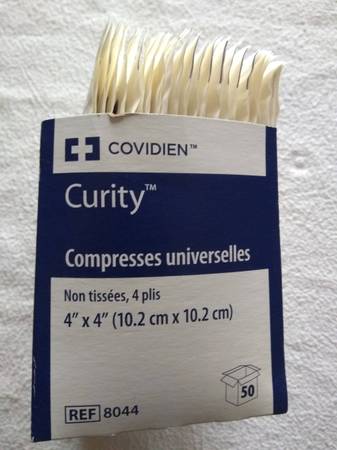 COVIDIEN™
Curity™
Compresses universelles
Non tissées, 4 plis
4" x 4" (10.2 cm x 10.2 cm)
50
REF 8044